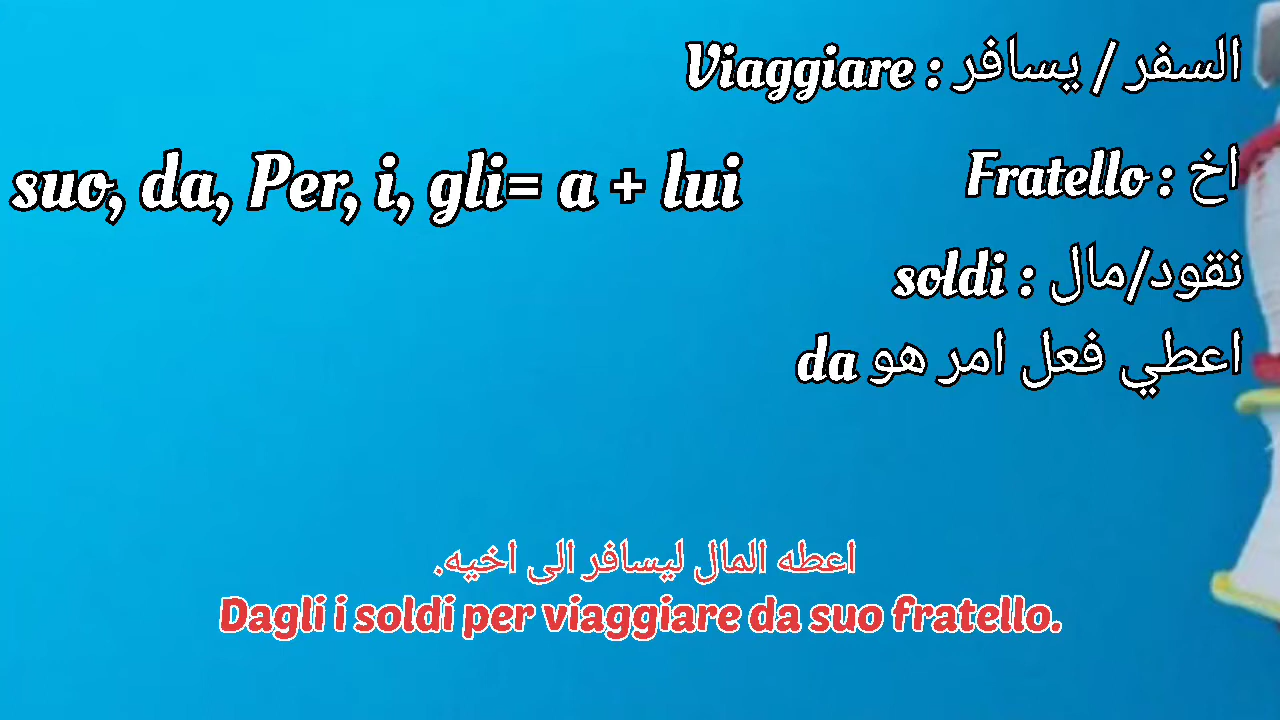 السفر / يسافر : Viaggiare
suo, da, Per, i, gli= a + lui
اخ : Fratello
نقود/مال : soldi
اعطي فعل امر هو da
اعطه المال ليسافر الى اخيه.
Dagli i soldi per viaggiare da suo fratello.